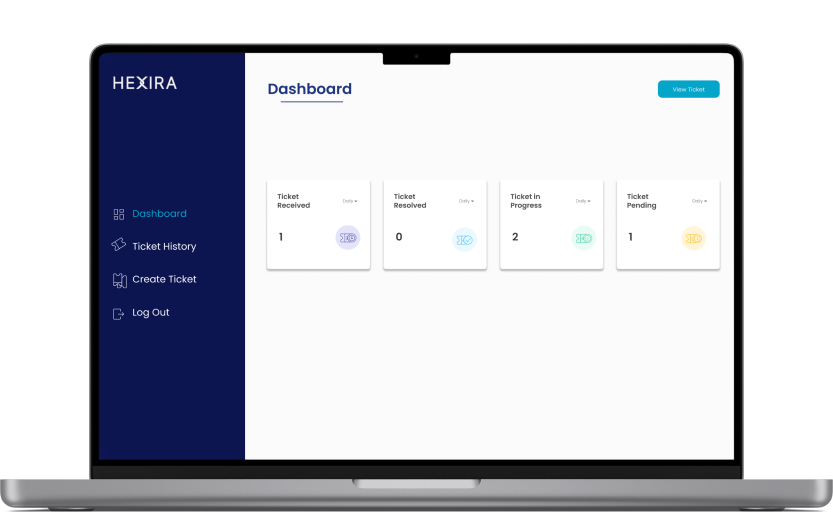 HEXIRA
Dashboard
View Ticket
Dashboard
Ticket History
Create Ticket
Log Out
Ticket
Received
Daily
1
Ticket
Resolved
Daily
0
Ticket in
Progress
Daily
2
Ticket
Pending
Daily
1